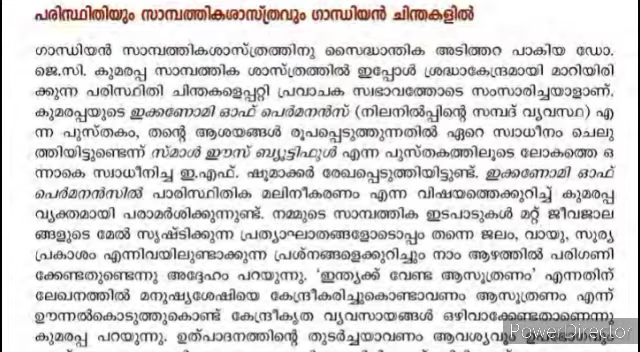 പരിസ്ഥിതിയും സാമ്പത്തികശാസ്ത്രവും ഗാന്ധിയൻ ചിന്തകളിൽ
ഗാന്ധിയൻ സാമ്പത്തികശാസ്ത്രത്തിനു സൈദ്ധാന്തിക അടിത്തറ പാകിയ ഡോ.
ജെ.സി. കുമരപ്പ സാമ്പത്തിക ശാസ്ത്രത്തിൽ ഇപ്പോൾ ശ്രദ്ധാകേന്ദ്രമായി മാറിയിരി
ക്കുന്ന പരിസ്ഥിതി ചിന്തകളെപ്പറ്റി പ്രവാചക സ്വഭാവത്തോടെ സംസാരിച്ചയാളാണ്.
കുമരപ്പയുടെ ഇക്കണോമി ഓഫ് പെർമനൻസ് (നിലനിൽപ്പിന്റെ സമ്പദ് വ്യവസ്ഥ) എ
ന്ന പുസ്തകം, തന്റെ ആശയങ്ങൾ രൂപപ്പെടുത്തുന്നതിൽ ഏറെ സ്വാധീനം ചെലു
ത്തിയിട്ടുണ്ടെന്ന് സ്മാൾ ഈസ് ബ്യൂട്ടിഫുൾ എന്ന പുസ്തകത്തിലൂടെ ലോകത്തെ ഒ
ന്നാകെ സ്വാധീനിച്ച ഇ.എഫ്. ഷുമാക്കർ രേഖപ്പെടുത്തിയിട്ടുണ്ട്. ഇക്കണോമി ഓഫ്
പെർമനൻസിൽ പാരിസ്ഥിതിക മലിനീകരണം എന്ന വിഷയത്തെക്കുറിച്ച് കുമരപ്പ
വ്യക്തമായി പരാമർശിക്കുന്നുണ്ട്. നമ്മുടെ സാമ്പത്തിക ഇടപാടുകൾ മറ്റ് ജീവജാല
ങ്ങളുടെ മേൽ സൃഷ്ടിക്കുന്ന പ്രത്യാഘാതങ്ങളോടൊപ്പം തന്നെ ജലം, വായു, സൂര്യ
പ്രകാശം എന്നിവയിലുണ്ടാക്കുന്ന പ്രശ്നങ്ങളെക്കുറിച്ചും നാം ആഴത്തിൽ പരിഗണി
ക്കേണ്ടതുണ്ടെന്നു അദ്ദേഹം പറയുന്നു. 'ഇന്ത്യക്ക് വേണ്ട ആസൂത്രണം' എന്നതിന്
ലേഖനത്തിൽ മനുഷ്യശേഷിയെ കേന്ദ്രീകരിച്ചുകൊണ്ടാവണം ആസൂത്രണം എന്ന്
ഊന്നൽകൊടുത്തുകൊണ്ട് കേന്ദ്രീകൃത വ്യവസായങ്ങൾ ഒഴിവാക്കേണ്ടതാണെന്നു
കുമരപ്പ പറയുന്നു. ഉത്പാദനത്തിന്റെ തുടർച്ചയാവണം ആവശ്യവും ഉപഭോഗവും
PowerDirector